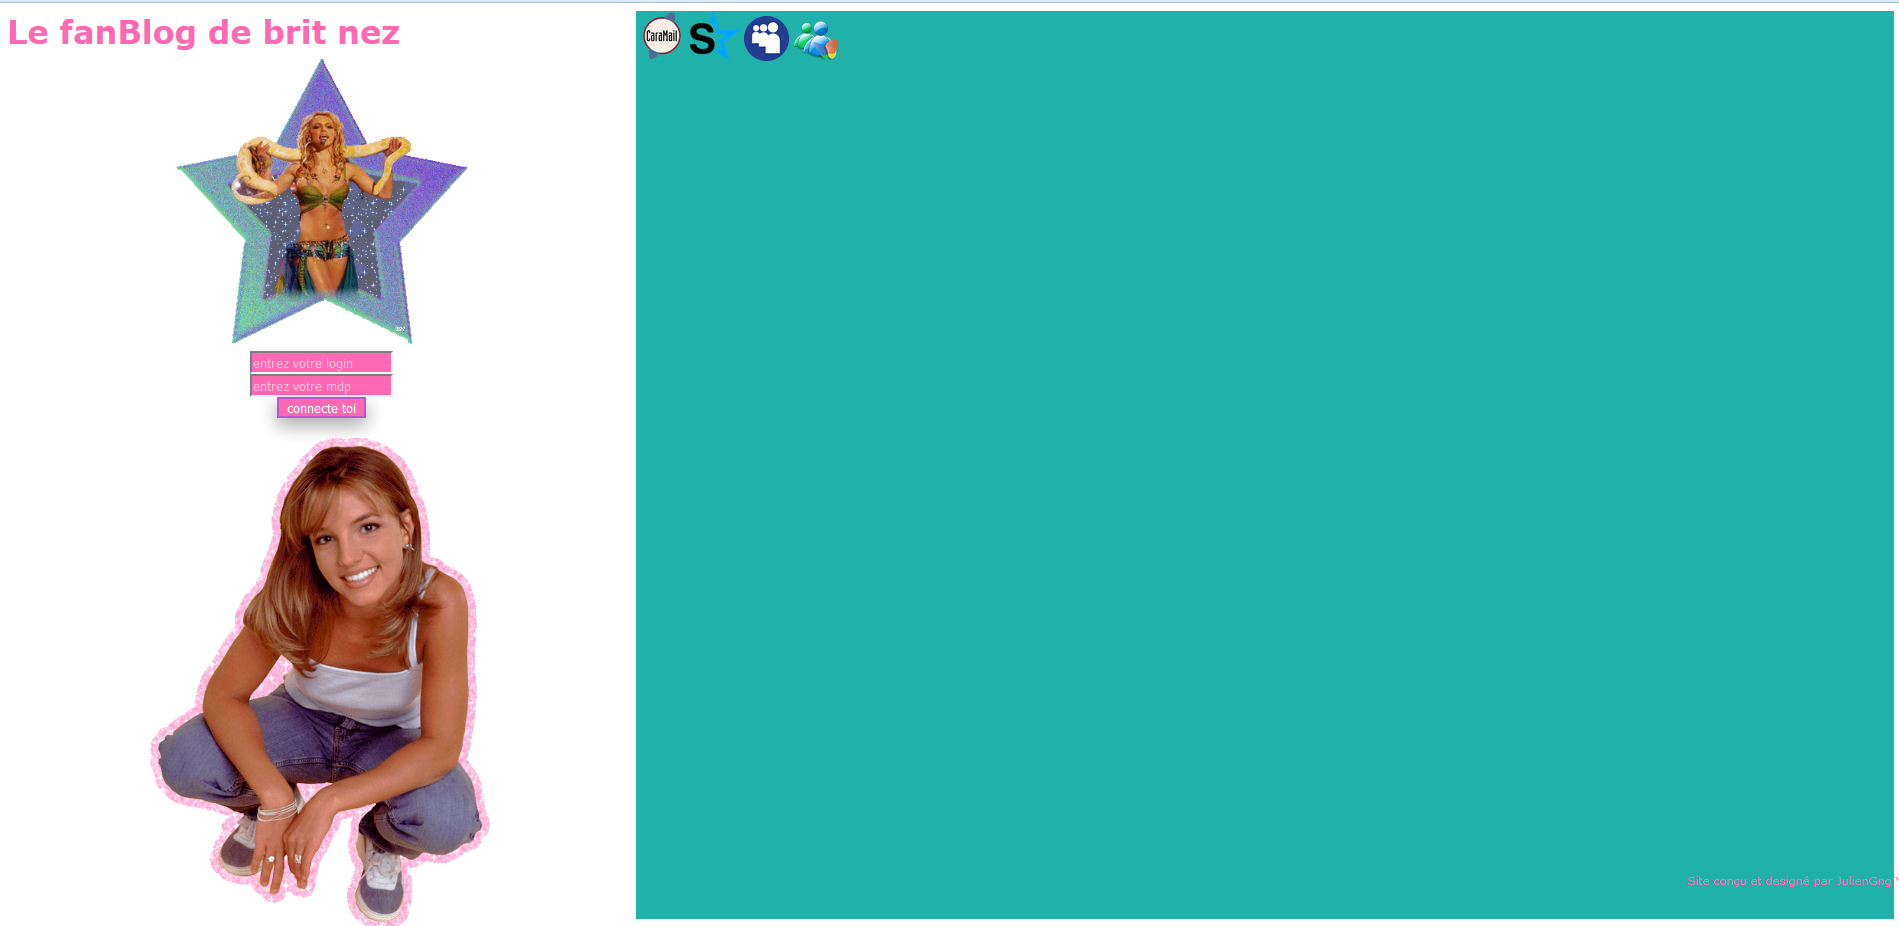 Le fanBlog de brit nez
CaraMail
S
entrez votre login
entrez votre mdp
connecte toi
Site conçu et designé par JulienGng™